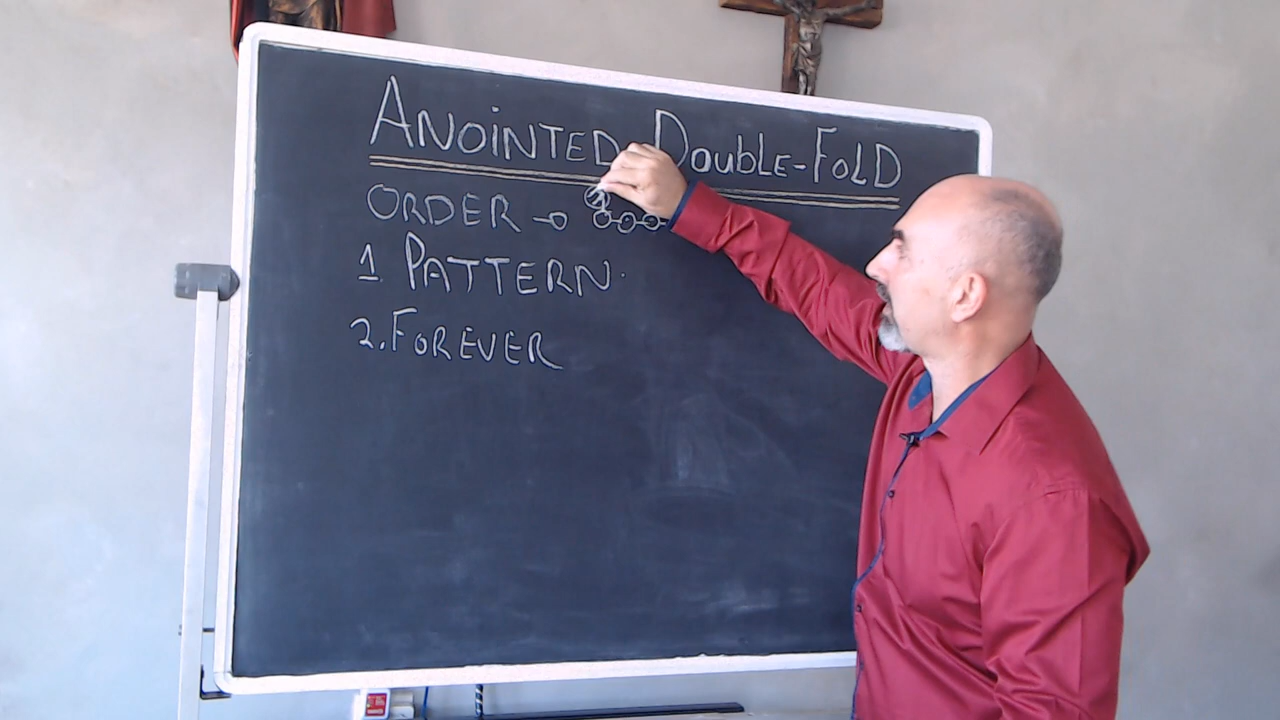 ANOINTED DOUBLE-FOLD
ORDER
1 PATTERN.
2. FOREVER